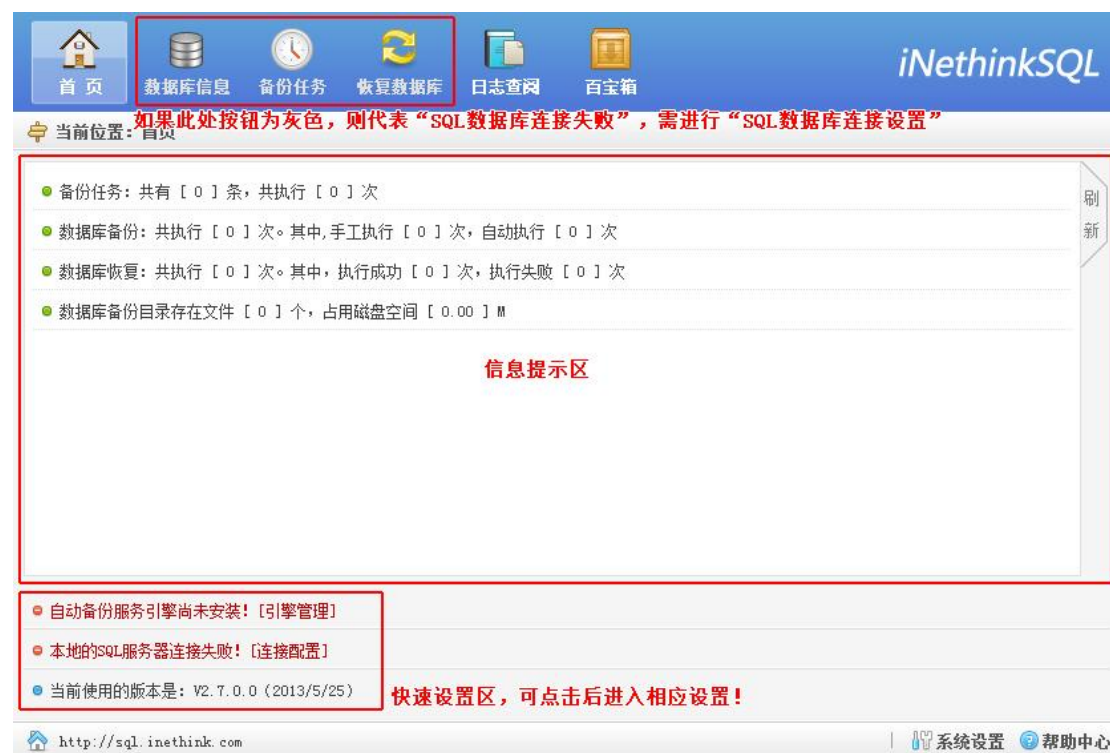 iNethinkSQL
首 页 数据库信息 备份任务 恢复数据库 日志查阅 百宝箱
如果此处按钮为灰色，则代表“SQL数据库连接失败”，需进行“SQL数据库连接设置”
当前位置：首页
刷新
备份任务：共有 [ 0 ] 条，共执行 [ 0 ] 次
数据库备份：共执行 [ 0 ] 次。其中,手工执行 [ 0 ] 次，自动执行 [ 0 ] 次
数据库恢复：共执行 [ 0 ] 次。其中，执行成功 [ 0 ] 次，执行失败 [ 0 ] 次
数据库备份目录存在文件 [ 0 ] 个，占用磁盘空间 [ 0.00 ] M
信息提示区
自动备份服务引擎尚未安装！[引擎管理]
本地的SQL服务器连接失败！[连接配置]
当前使用的版本是：V2.7.0.0 (2013/5/25)
快速设置区，可点击后进入相应设置！
http://sql.inethink.com 系统设置 帮助中心